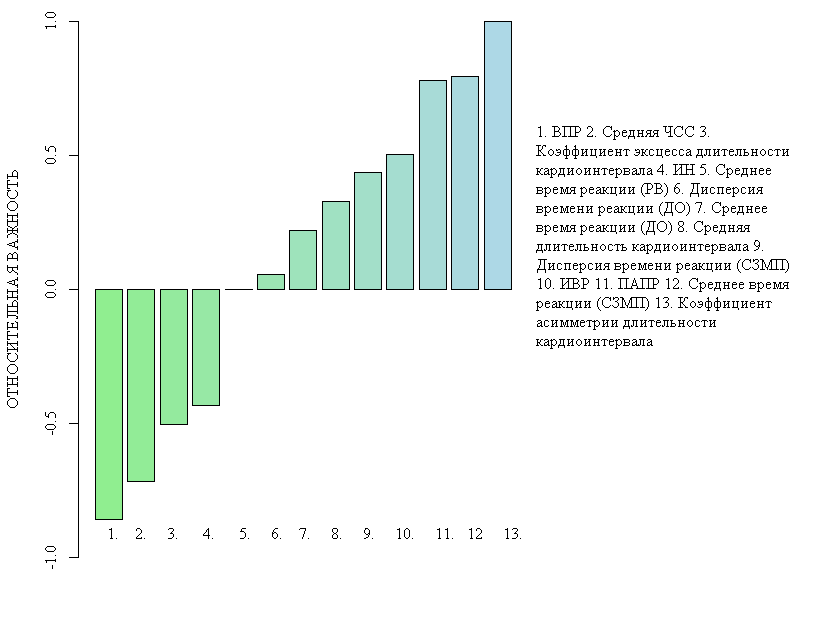 ОТНОСИТЕЛЬНАЯ ВАЖНОСТЬ
1.0
0.5
0.0
-0.5
-1.0
1. 2. 3. 4. 5. 6. 7. 8. 9. 10. 11. 12 13.
1. ВПР 2. Средняя ЧСС 3.
Коэффициент эксцесса длительности
кардиоинтервала 4. ИН 5. Среднее
время реакции (РВ) 6. Дисперсия
времени реакции (ДО) 7. Среднее
время реакции (ДО) 8. Средняя
длительность кардиоинтервала 9.
Дисперсия времени реакции (СЗМП)
10. ИВР 11. ПАПР 12. Среднее время
реакции (СЗМП) 13. Коэффициент
асимметрии длительности
кардиоинтервала